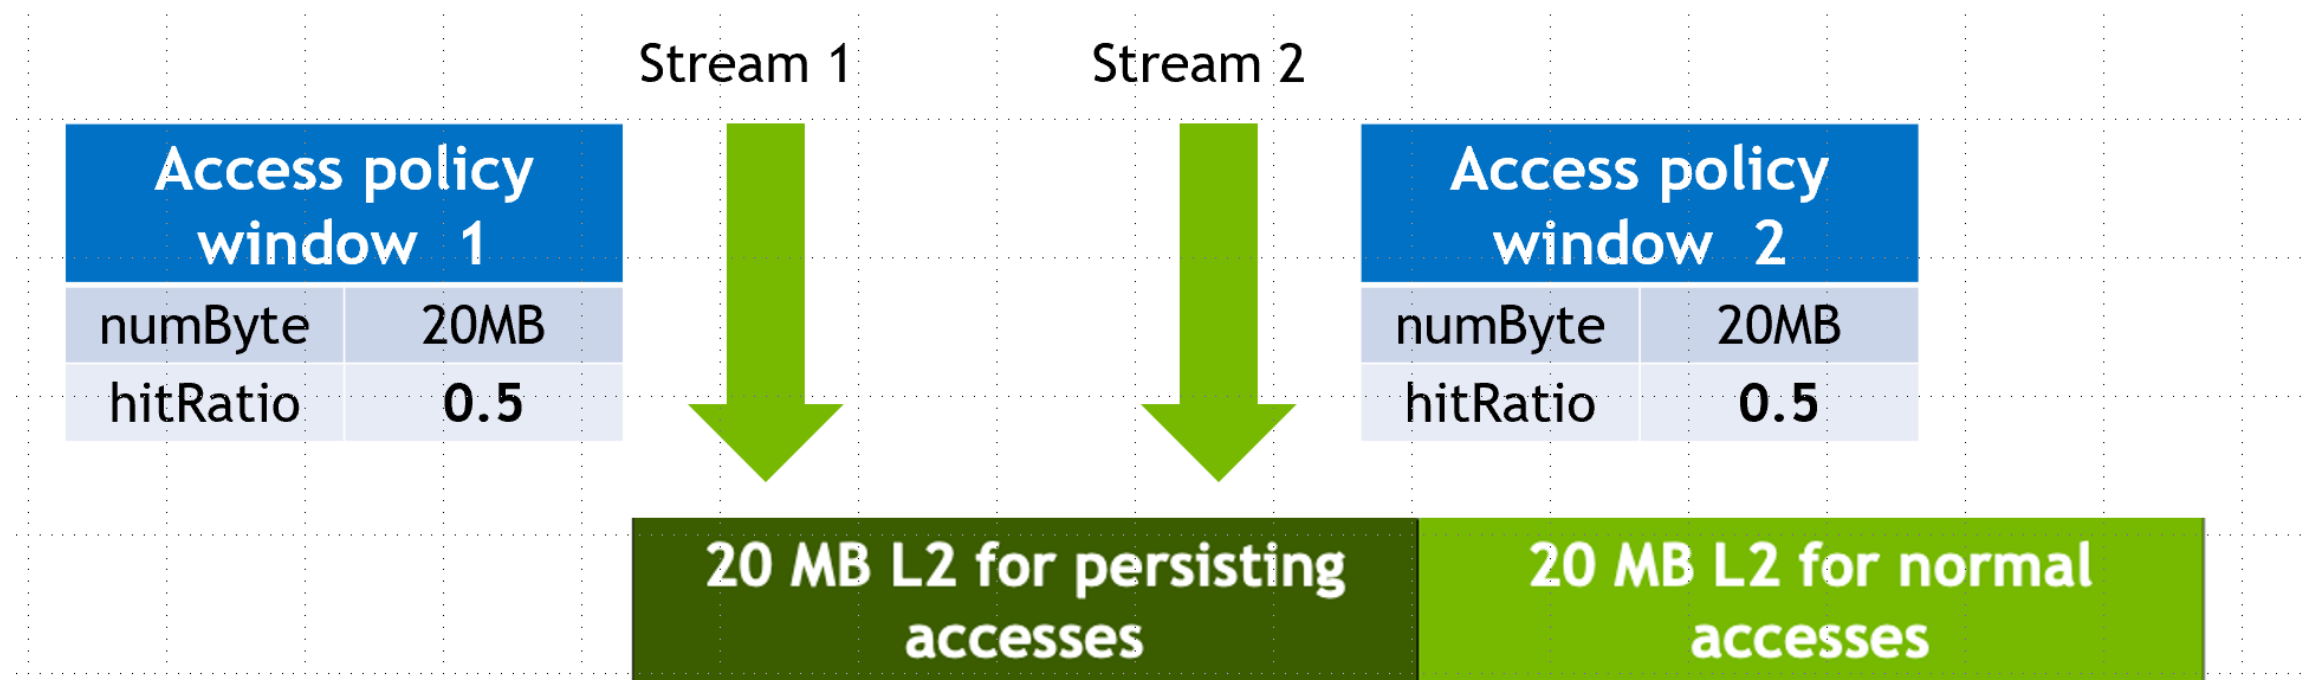 Stream 1
Stream 2
Access policy
window 1
numByte 20MB
hitRatio 0.5
Access policy
window 2
numByte 20MB
hitRatio 0.5
20 MB L2 for persisting
accesses
20 MB L2 for normal
accesses